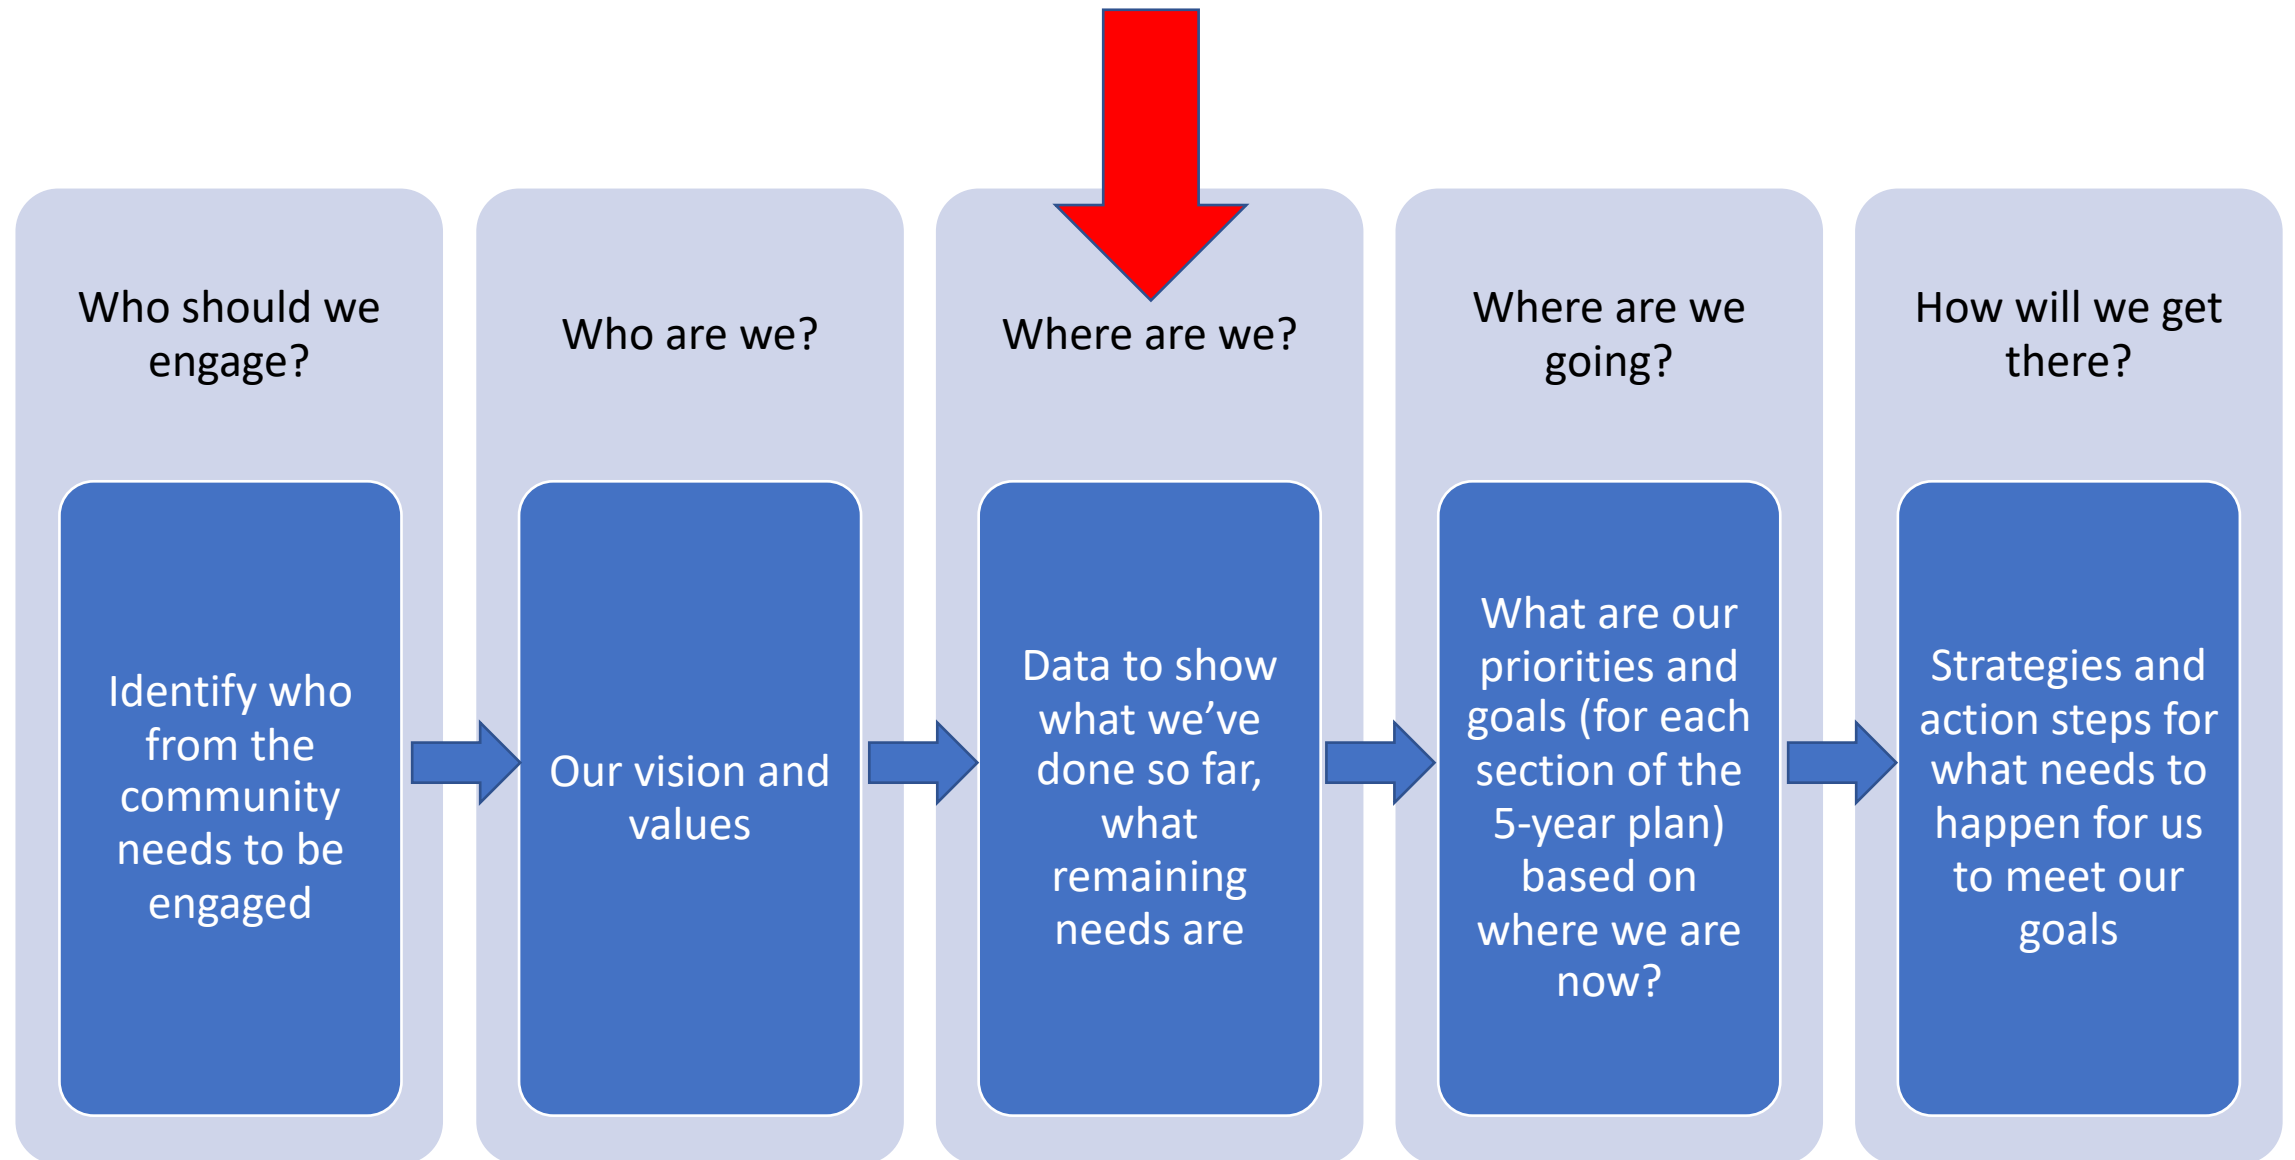 Who should we
engage?
Identify who
from the
community
needs to be
engaged
Who are we?
Our vision and
values
Where are we?
Data to show
what we’ve
done so far,
what
remaining
needs are
Where are we
going?
What are our
priorities and
goals (for each
section of the
5-year plan)
based on
where we are
now?
How will we get
there?
Strategies and
action steps for
what needs to
happen for us
to meet our
goals